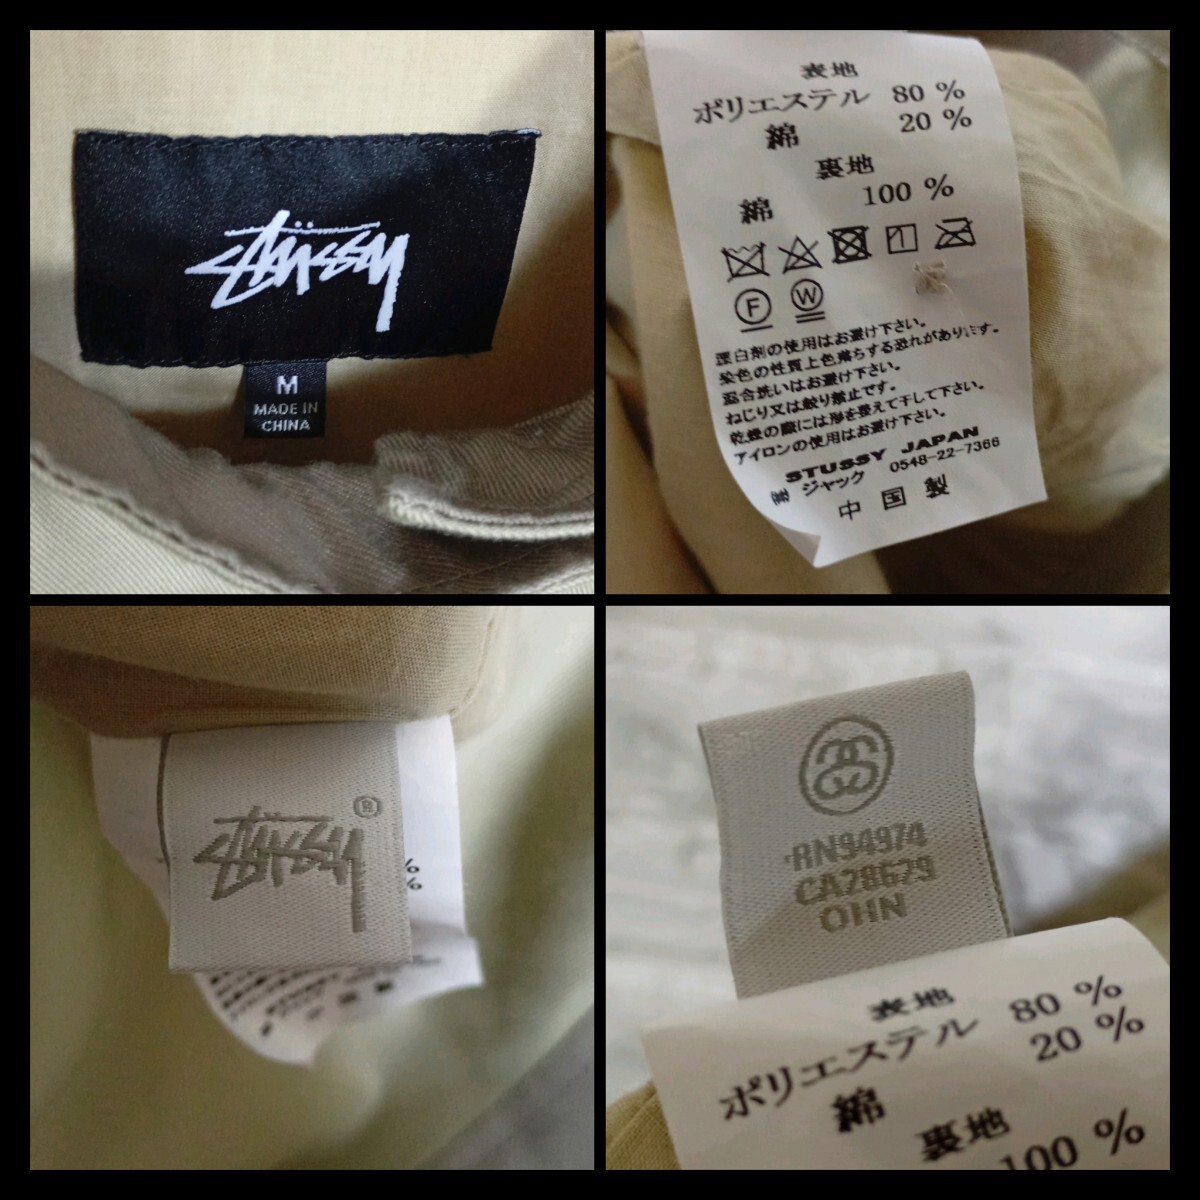 STÜSSY
M
MADE IN
CHINA
表地
ポリエステル 80 %
綿 20 %
裏地
綿 100 %
F W
漂白剤の使用はお避け下さい。
染色の性質上色落ちする恐れがあります。
混合洗いはお避け下さい。
ねじり又は絞り禁止です。
乾燥の際には形を整えて干して下さい。
アイロンの使用はお避け下さい。
STUSSY JAPAN
ジャック 0548-22-7366
中国製
STÜSSY ®
%
%
RN94974
CA28629
OHN
表地
ポリエステル 80 %
綿 20 %
裏地
100 %